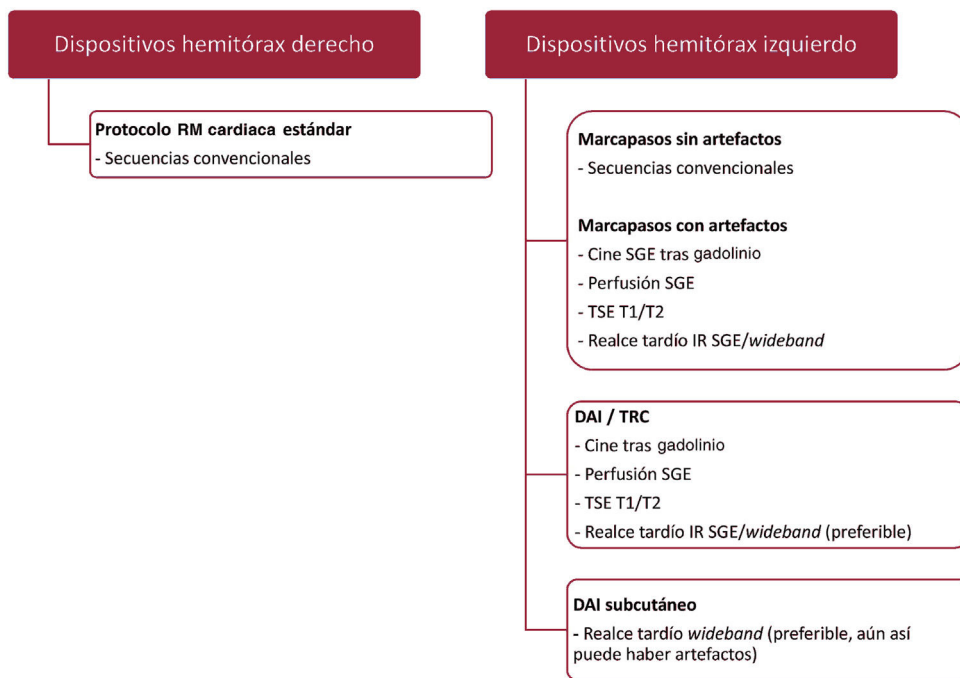 Dispositivos hemitórax derecho
Protocolo RM cardiaca estándar
- Secuencias convencionales
Dispositivos hemitórax izquierdo
Marcapasos sin artefactos
- Secuencias convencionales
Marcapasos con artefactos
- Cine SGE tras gadolinio
- Perfusión SGE
- TSE T1/T2
- Realce tardío IR SGE/wideband
DAI / TRC
- Cine tras gadolinio
- Perfusión SGE
- TSE T1/T2
- Realce tardío IR SGE/wideband (preferible)
DAI subcutáneo
- Realce tardío wideband (preferible, aún así
puede haber artefactos)